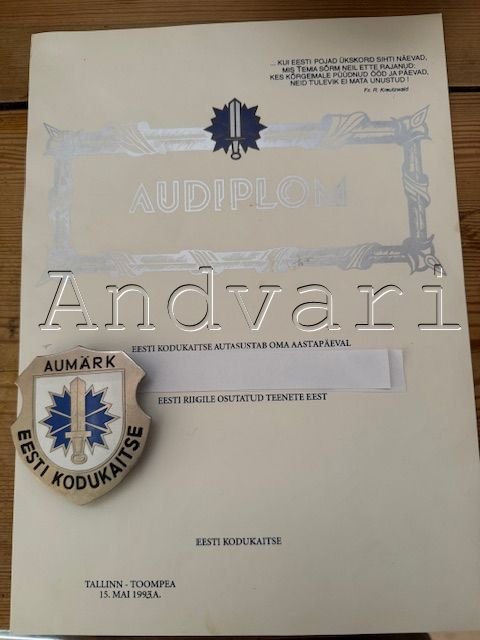 ... KUI EESTI POJAD ÜKSKORD SIHTI NÄEVAD,
MIS TEMA SÕRM NEIL ETTE RAJANUD:
KES KÕRGEMALE PÜÜDNUD ÖÖD JA PÄEVAD,
NEID TULEVIK EI MATA UNUSTUD !
Fr. R. Kreutzwald
AUDIPLOM
Andvari
EESTI KODUKAITSE AUTASUSTAB OMA AASTAPÄEVAL
EESTI RIIGILE OSUTATUD TEENETE EEST
AUMÄRK
EESTI KODUKAITSE
EESTI KODUKAITSE
TALLINN - TOOMPEA
15. MAI 1993.A.